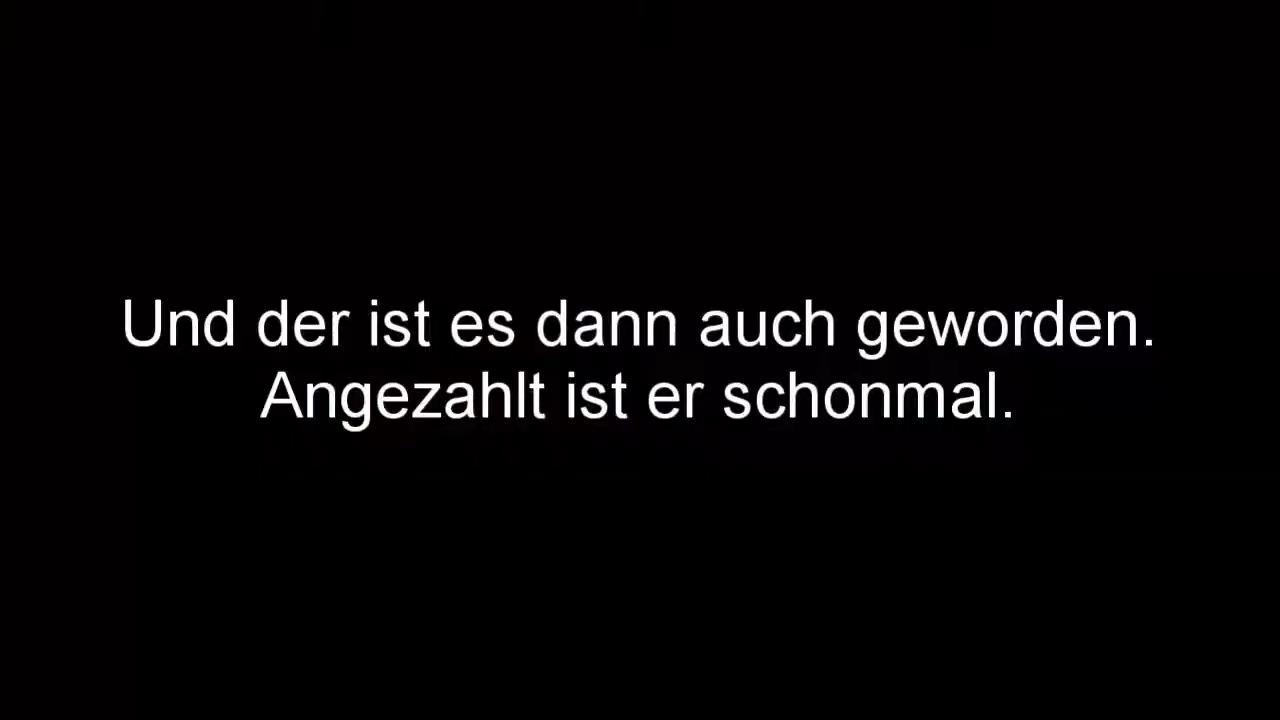 Und der ist es dann auch geworden.
Angezahlt ist er schonmal.